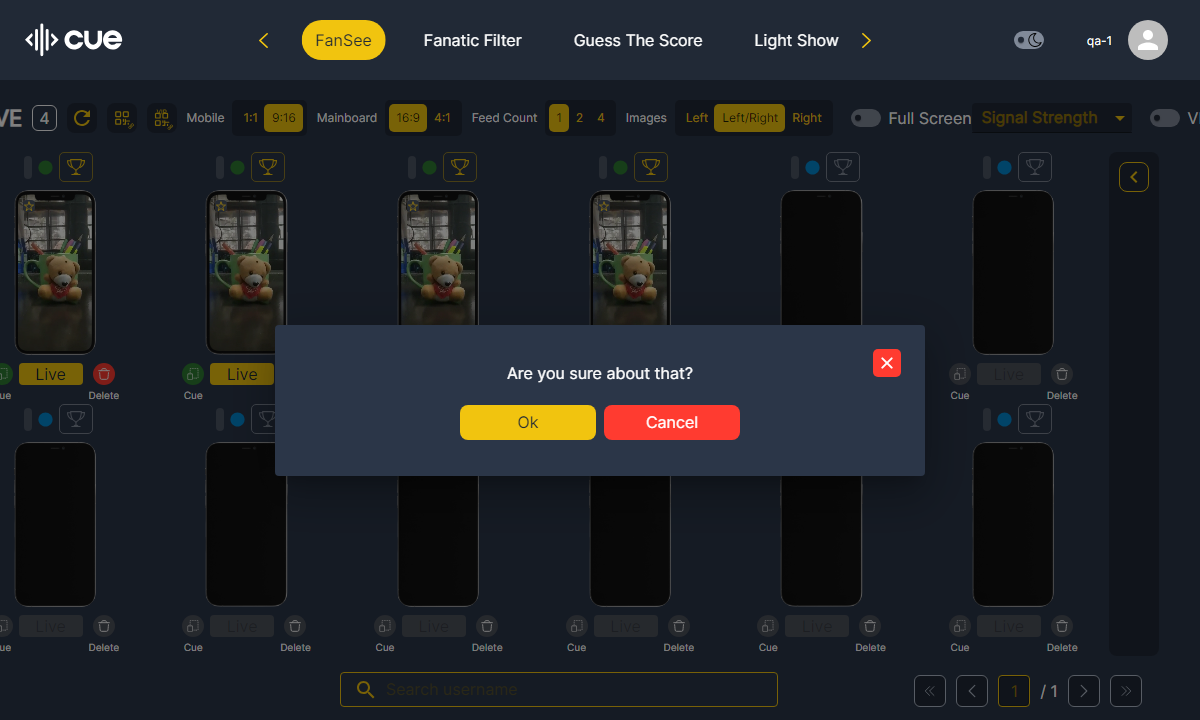 cue
FanSee
Fanatic Filter
Guess The Score
Light Show
qa-1
VE 4
Mobile 1:1 9:16 Mainboard 16:9 4:1 Feed Count 1 2 4 Images Left Left/Right Right Full Screen Signal Strength
Live Live Live
ue Delete Cue Cue Delete
Are you sure about that?
Ok Cancel
Live Live Live Live Live Live
ue Delete Cue Delete Cue Delete Cue Delete Cue Delete Cue Delete
Search username
1 / 1